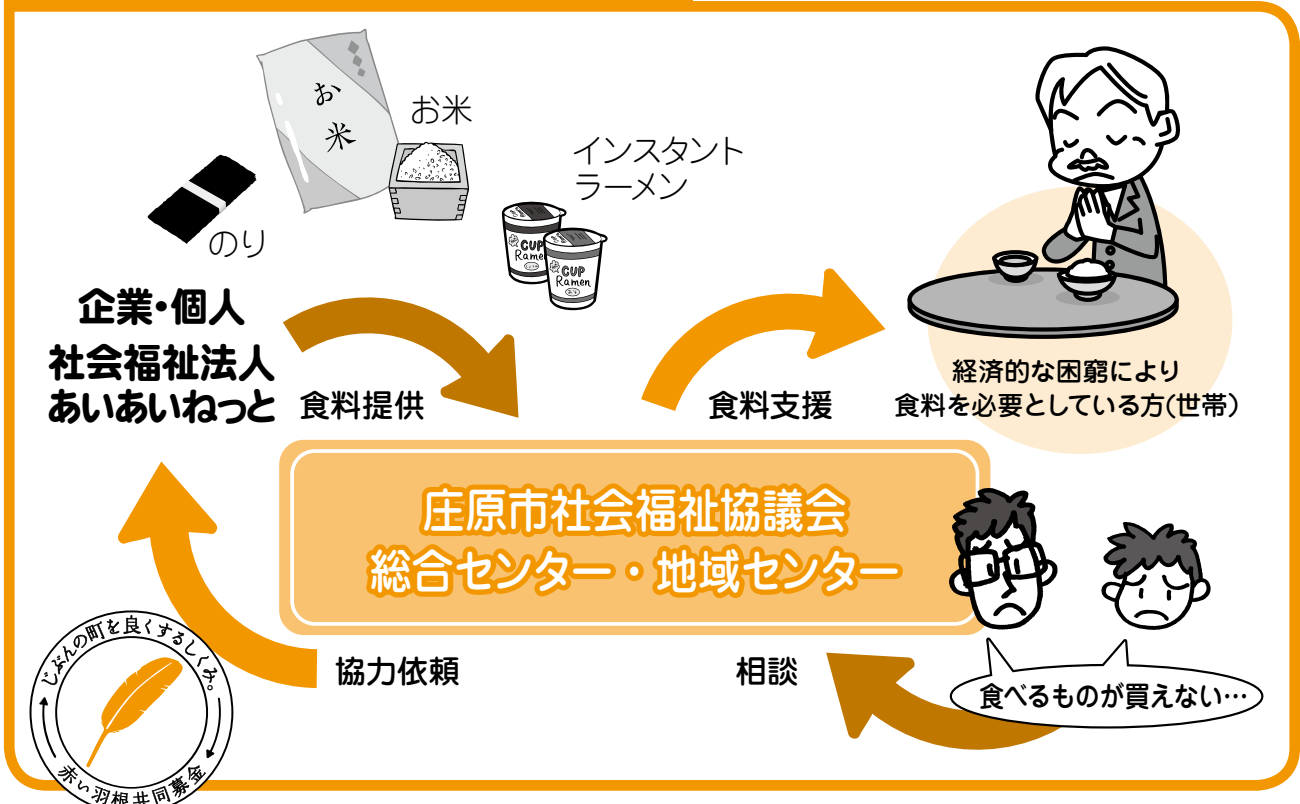 お米
お米
インスタント
ラーメン
のり
CUP
Ramen
CUP
Ramen
企業・個人
社会福祉法人
あいあいねっと
食料提供
食料支援
経済的な困窮により
食料を必要としている方(世帯)
庄原市社会福祉協議会
総合センター・地域センター
協力依頼
相談
食べるものが買えない…
じぶんの町を良くするしくみ。
赤い羽根共同募金